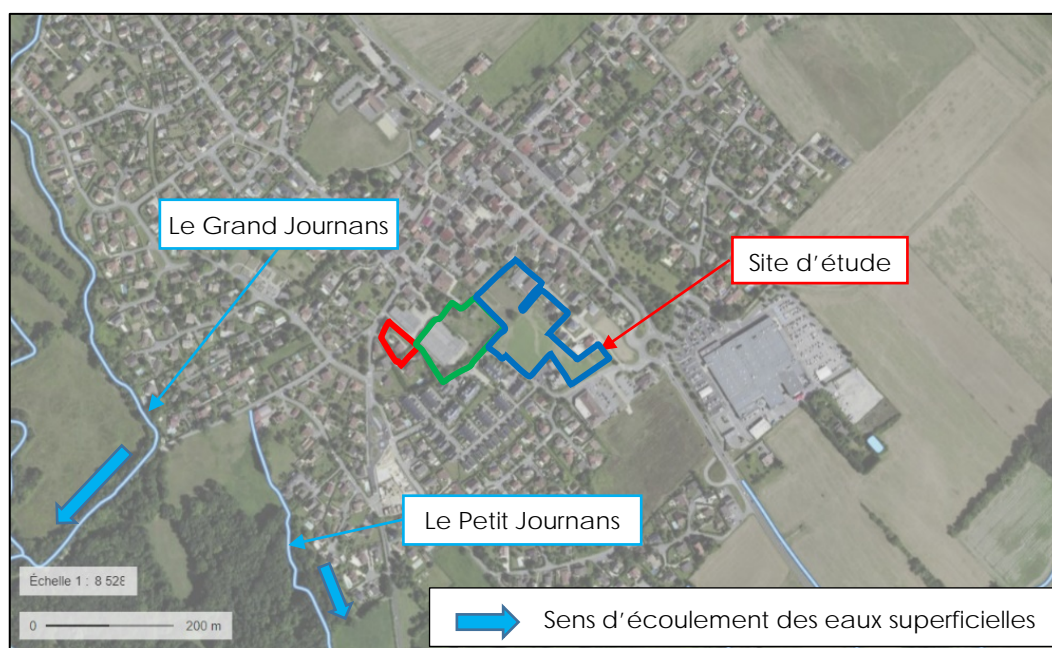 Le Grand Journans
Site d'étude
Le Petit Journans
Échelle 1 : 8 528
0 200 m
Sens d'écoulement des eaux superficielles